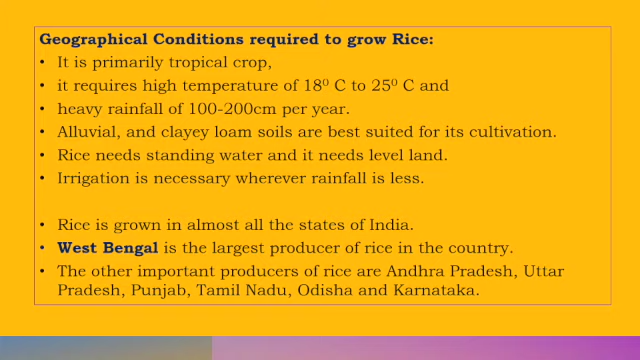 Geographical Conditions required to grow Rice:
• It is primarily tropical crop,
• it requires high temperature of 18⁰ C to 25⁰ C and
• heavy rainfall of 100-200cm per year.
• Alluvial, and clayey loam soils are best suited for its cultivation.
• Rice needs standing water and it needs level land.
• Irrigation is necessary wherever rainfall is less.
• Rice is grown in almost all the states of India.
• West Bengal is the largest producer of rice in the country.
• The other important producers of rice are Andhra Pradesh, Uttar
Pradesh, Punjab, Tamil Nadu, Odisha and Karnataka.